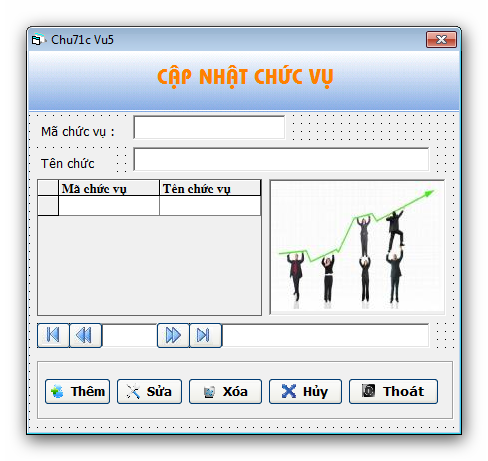 Chu71c Vu5
CẬP NHẬT CHỨC VỤ
Mã chức vụ :
Tên chức
Mã chức vụ Tên chức vụ
Thêm Sửa Xóa Hủy Thoát